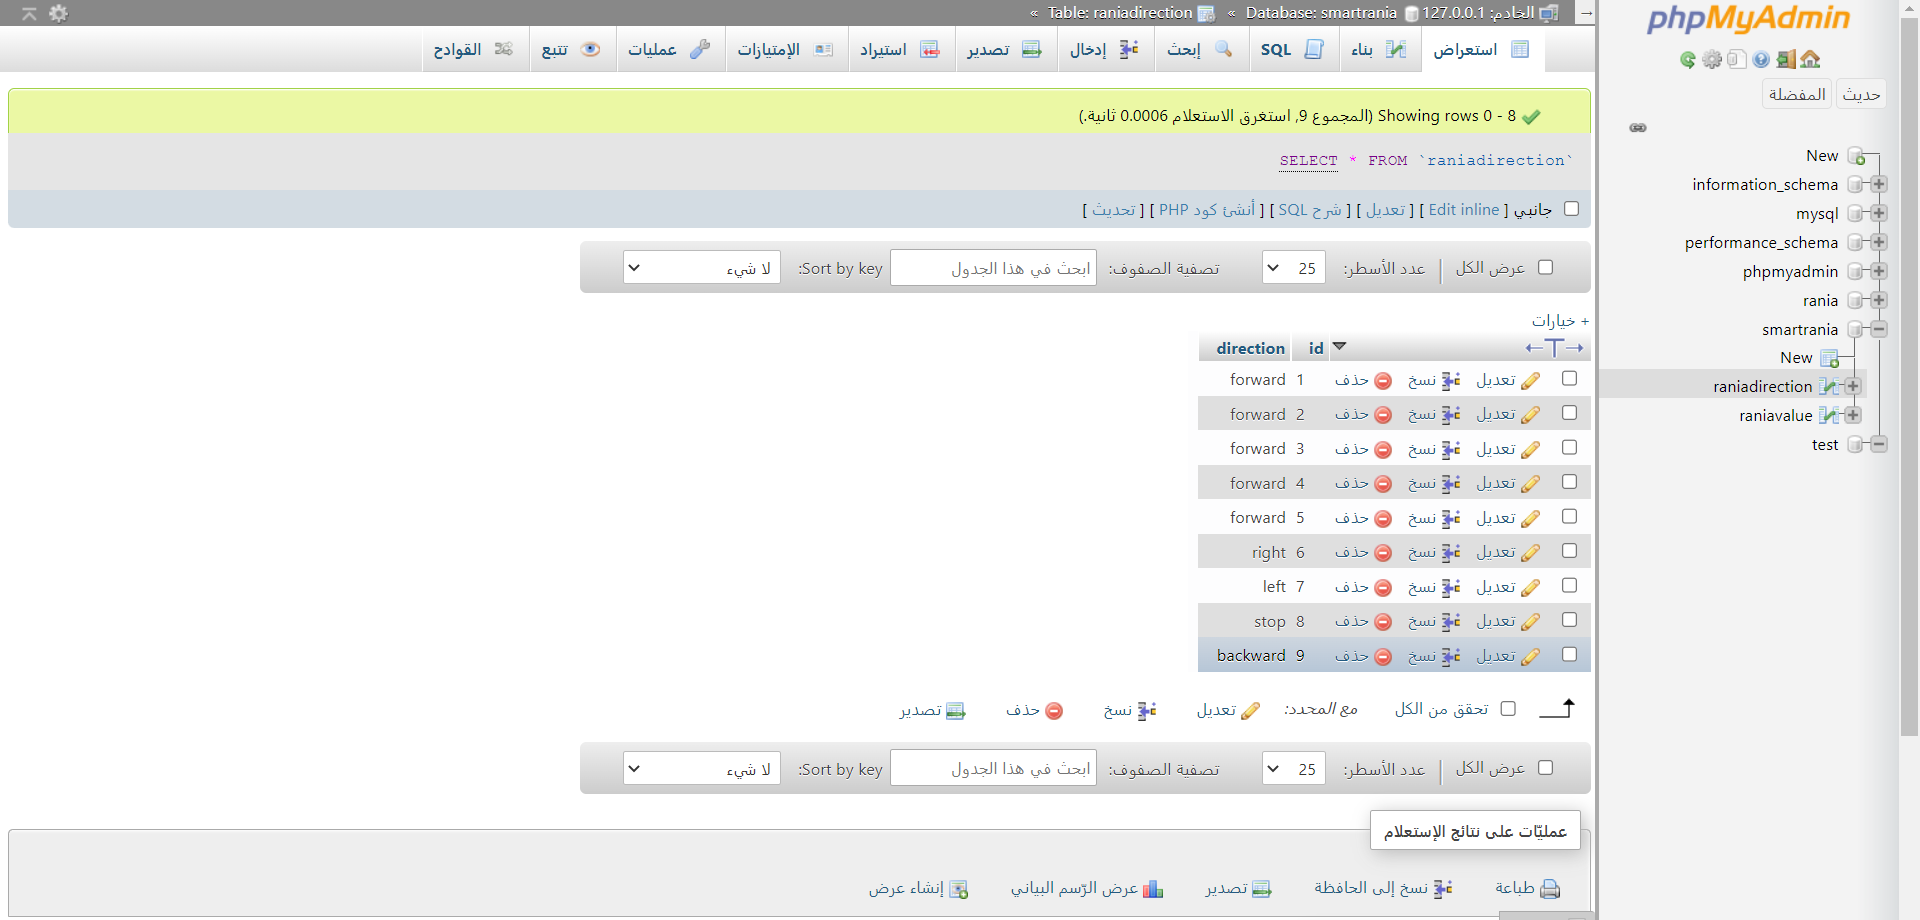 phpMyAdmin
حديث
المفضلة
New
information_schema
mysql
performance_schema
phpmyadmin
rania
smartrania
New
raniadirection
raniavalue
test
الخادم: 127.0.0.1 » Database: smartrania » Table: raniadirection »
استعراض
بناء
SQL
إبحث
إدخال
تصدير
استيراد
الإمتيازات
عمليات
تتبع
القوادح
Showing rows 0 - 8 (المجموع 9, استغرق الاستعلام 0.0006 ثانية.)
SELECT * FROM `raniadirection`
جانبي [ Edit inline ] [ تعديل ] [ شرح SQL ] [ أنشئ كود PHP ] [ تحديث ]
عرض الكل | عدد الأسطر: 25 تصفية الصفوف: ابحث في هذا الجدول Sort by key: لا شيء
+ خيارات
←T→ id direction
تعديل نسخ حذف 1 forward
تعديل نسخ حذف 2 forward
تعديل نسخ حذف 3 forward
تعديل نسخ حذف 4 forward
تعديل نسخ حذف 5 forward
تعديل نسخ حذف 6 right
تعديل نسخ حذف 7 left
تعديل نسخ حذف 8 stop
تعديل نسخ حذف 9 backward
تحقق من الكل مع المحدد: تعديل نسخ حذف تصدير
عرض الكل | عدد الأسطر: 25 تصفية الصفوف: ابحث في هذا الجدول Sort by key: لا شيء
عمليّات على نتائج الإستعلام
طباعة نسخ إلى الحافظة تصدير عرض الرّسم البياني إنشاء عرض